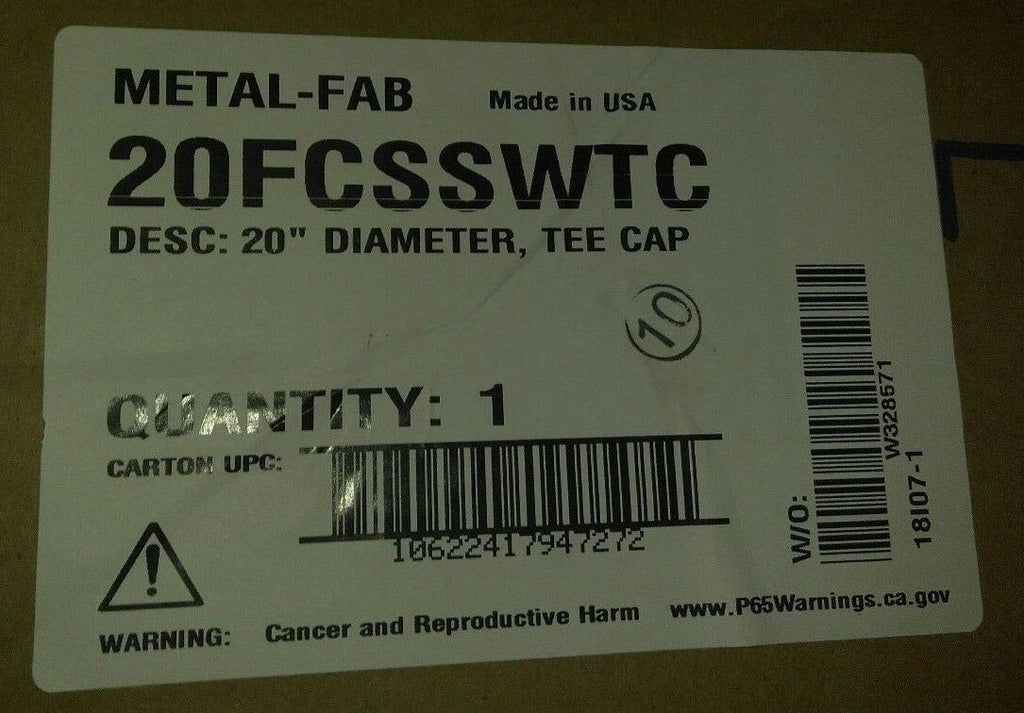 METAL-FAB Made in USA
20FCSSWTC
DESC: 20" DIAMETER, TEE CAP
10
QUANTITY: 1
CARTON UPC:
10622417947272
W/O:
W328571
18I07-1
WARNING: Cancer and Reproductive Harm www.P65Warnings.ca.gov